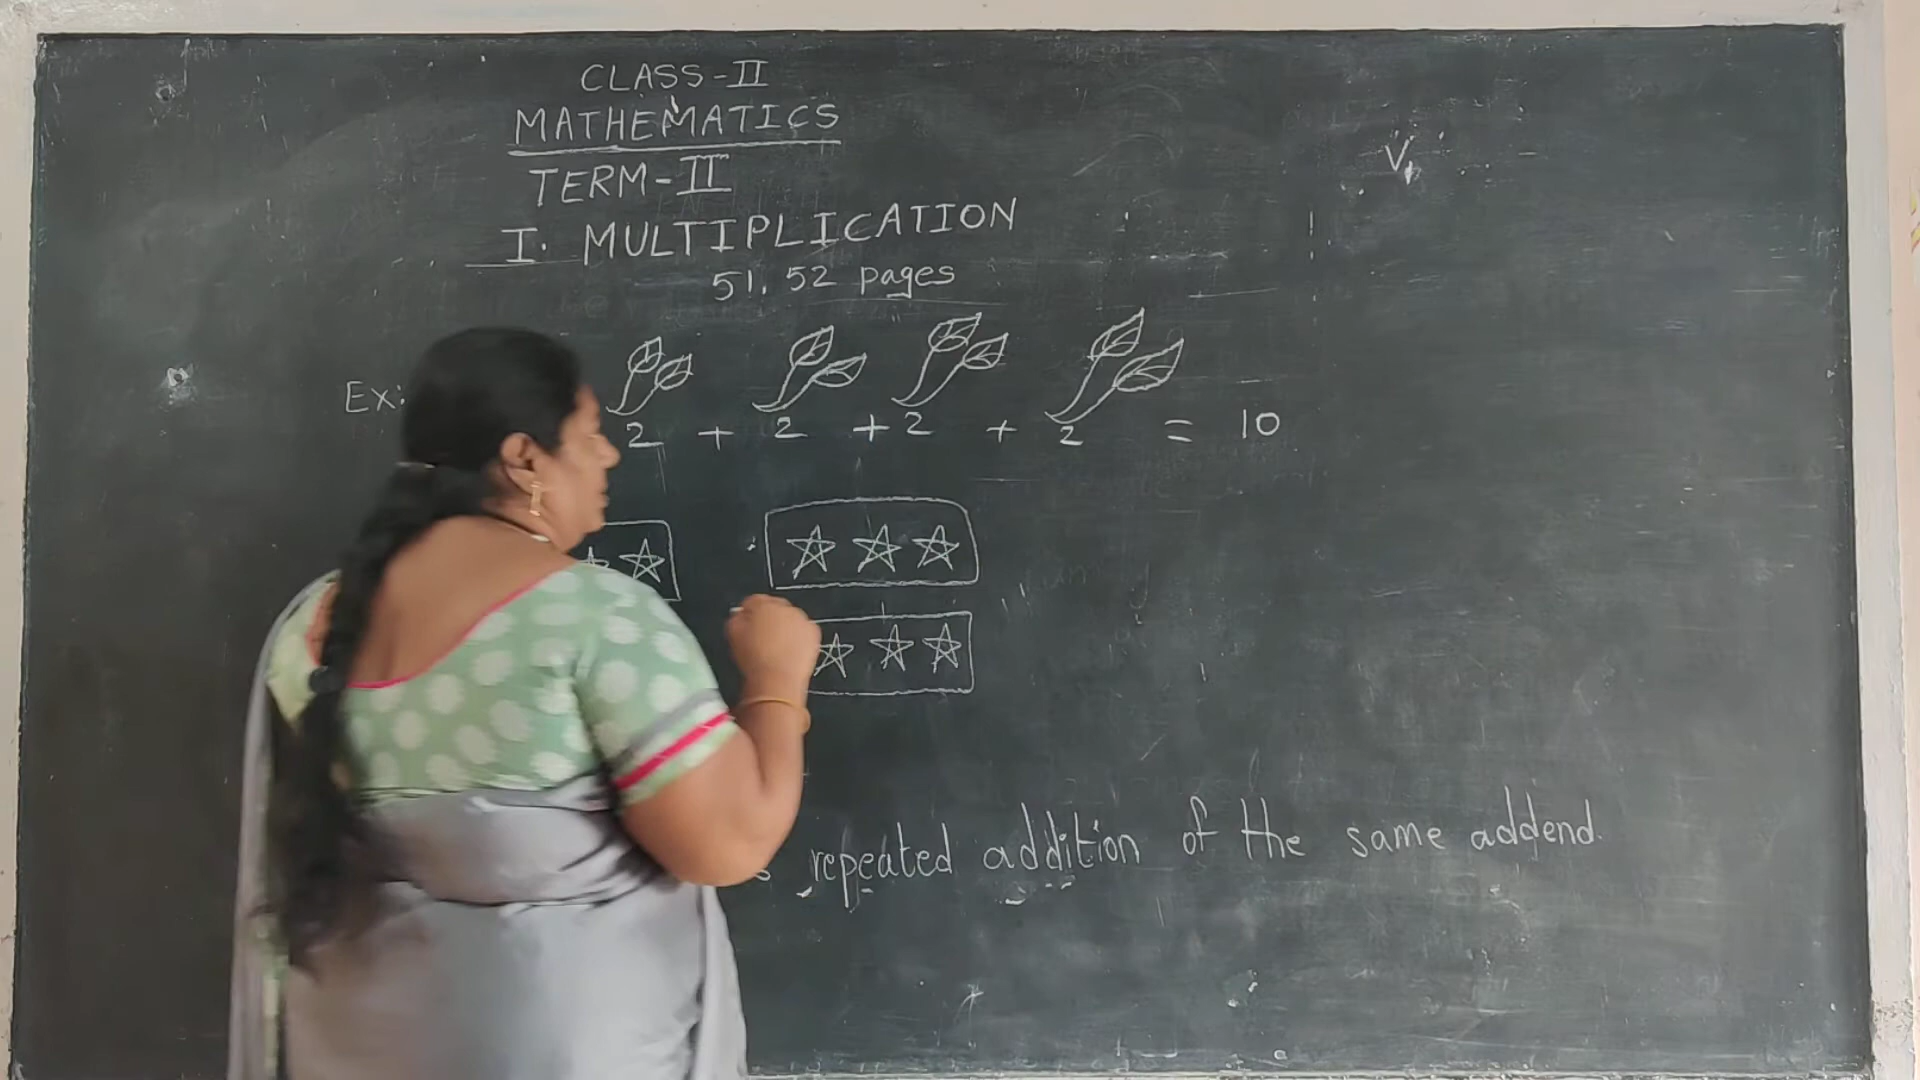 CLASS-II
MATHEMATICS
TERM-II
I. MULTIPLICATION
51, 52 pages
Ex:
2 + 2 + 2 + 2 = 10
repeated addition of the same addend.